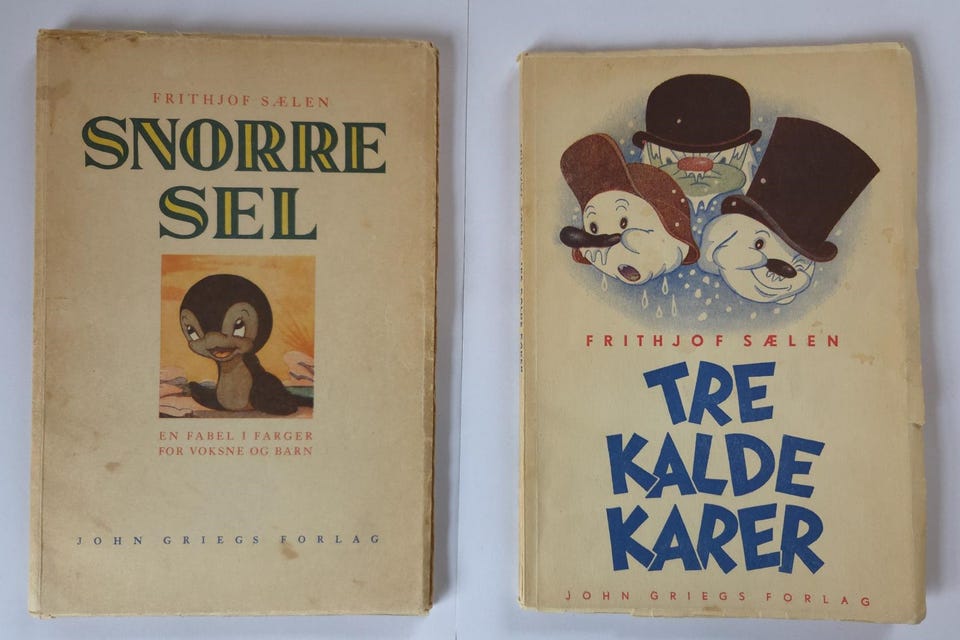 FRITHJOF SÆLEN
SNORRE
SEL
EN FABEL I FARGER
FOR VOKSNE OG BARN
JOHN GRIEGS FORLAG
FRITHJOF SÆLEN
TRE
KALDE
KARER
JOHN GRIEGS FORLAG